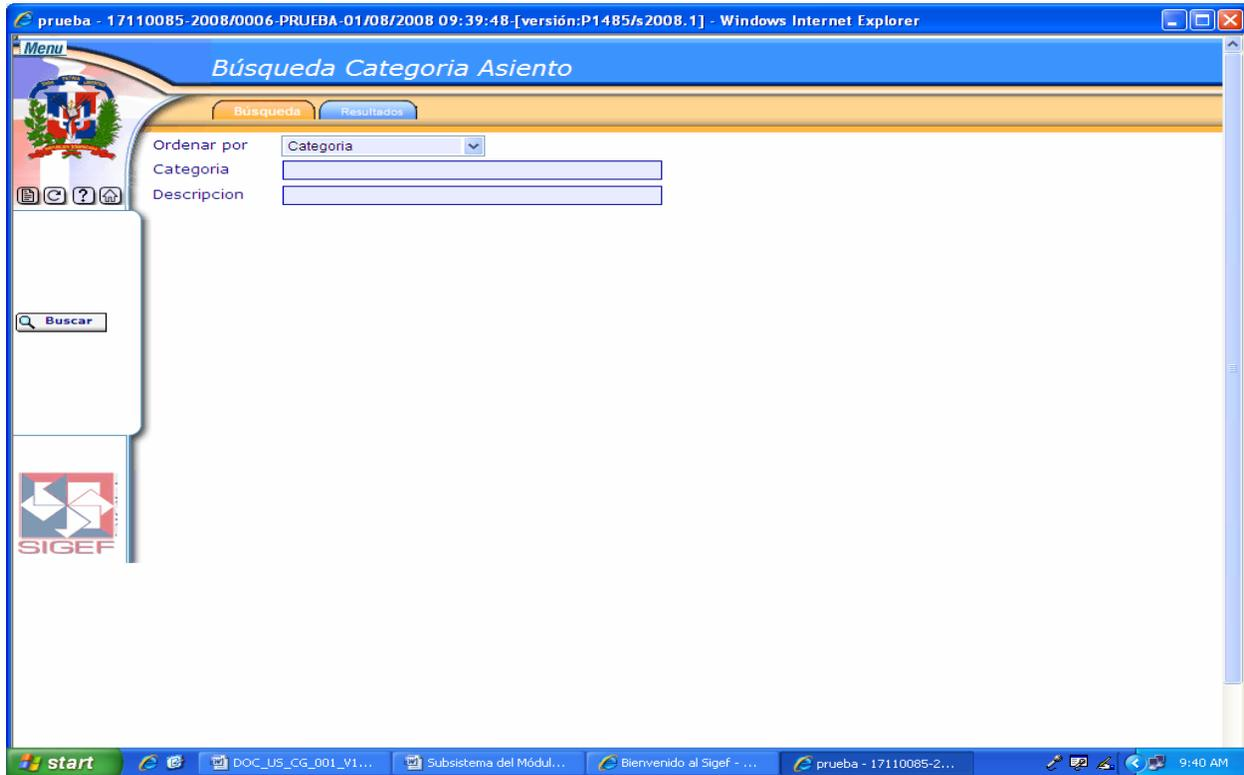 prueba - 17110085-2008/0006-PRUEBA-01/08/2008 09:39:48-[versión:P1485/s2008.1] - Windows Internet Explorer
Menu
Búsqueda Categoria Asiento
Búsqueda Resultados
Ordenar por Categoria
Categoria
Descripcion
Buscar
SIGEF
start DOC_US_CG_001_V1... Subsistema del Módul... Bienvenido al Sigef - ... prueba - 17110085-2... 9:40 AM